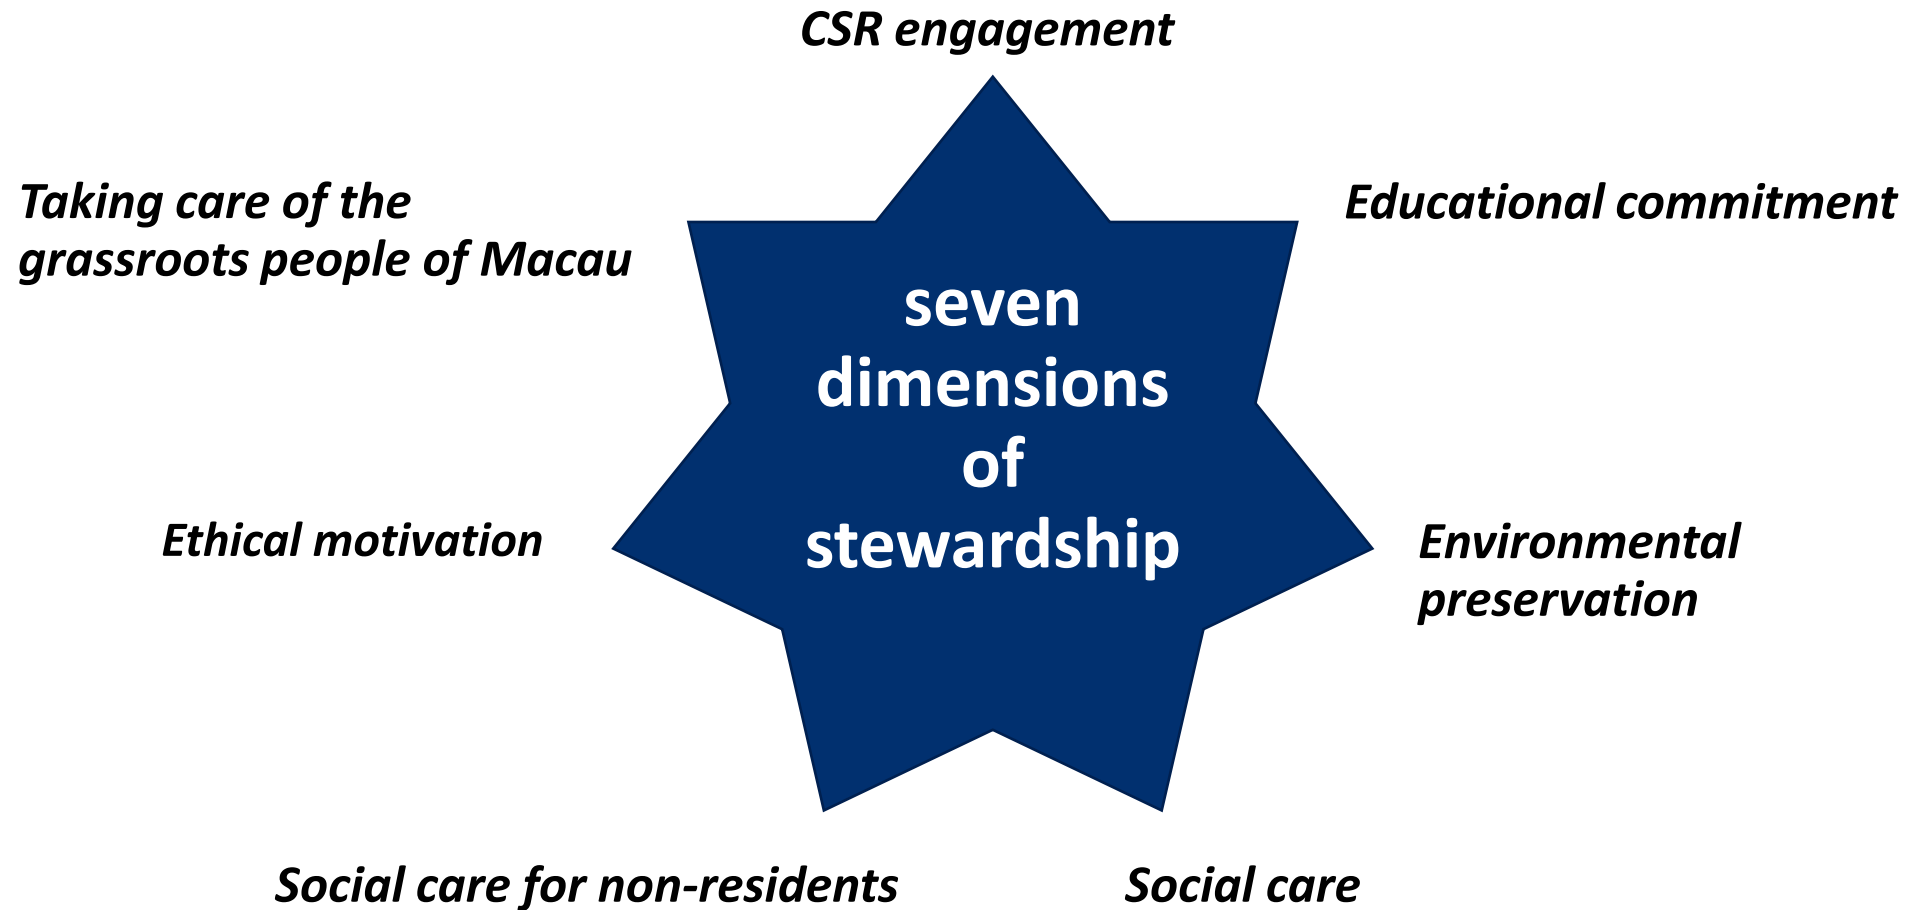 CSR engagement
Taking care of the
grassroots people of Macau
Educational commitment
seven
dimensions
of
stewardship
Ethical motivation
Environmental
preservation
Social care for non-residents
Social care